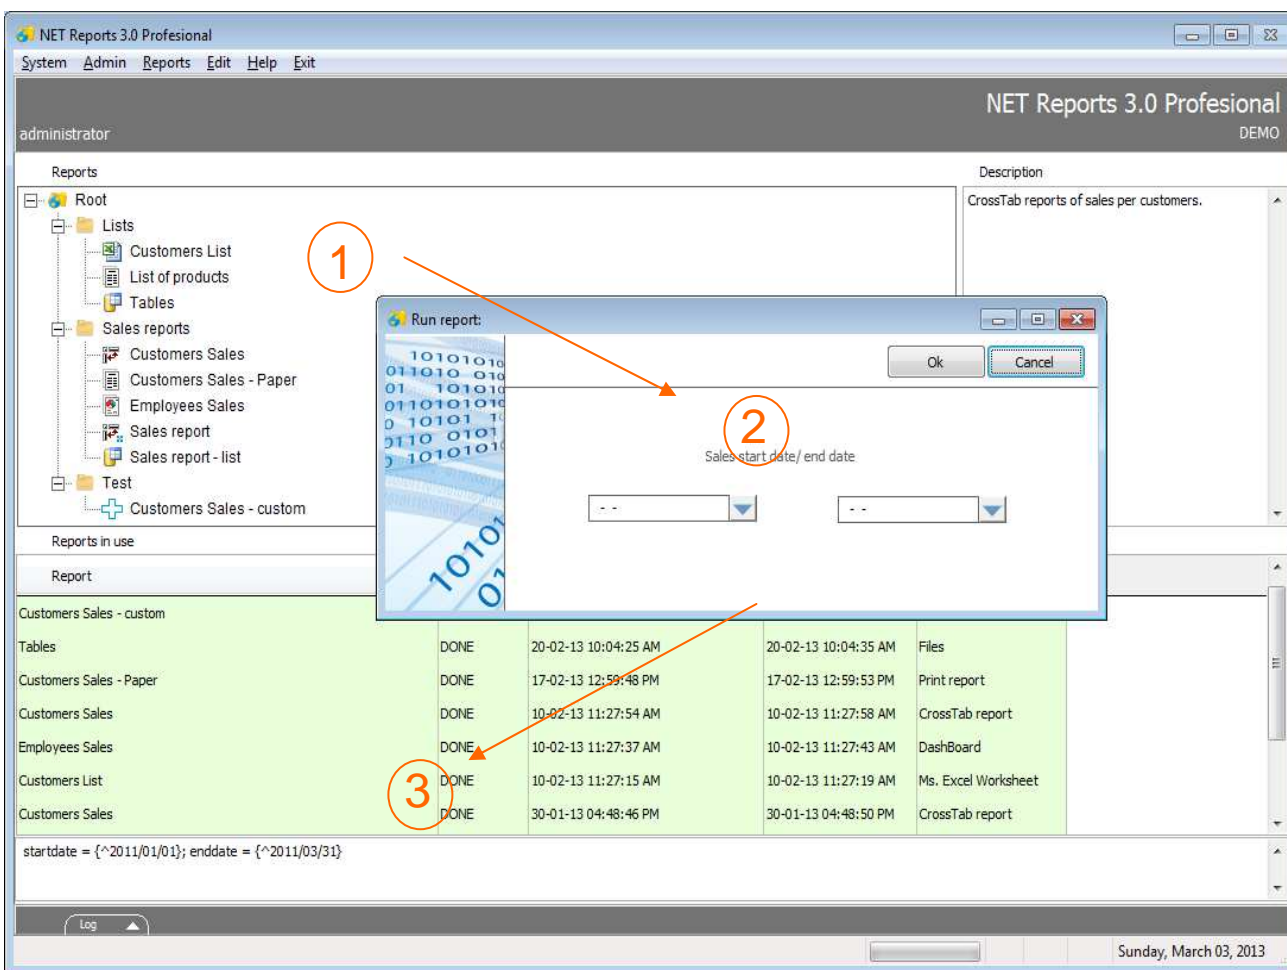 NET Reports 3.0 Profesional
System Admin Reports Edit Help Exit
NET Reports 3.0 Profesional
administrator
DEMO
Reports
Description
Root
CrossTab reports of sales per customers.
Lists
Customers List
1
List of products
Tables
Run report:
Sales reports
Customers Sales
Ok Cancel
Customers Sales - Paper
Employees Sales
2
Sales report
Sales report - list
Sales start date/ end date
Test
Customers Sales - custom
- - - -
Reports in use
Report
Customers Sales - custom
Tables DONE 20-02-13 10:04:25 AM 20-02-13 10:04:35 AM Files
Customers Sales - Paper DONE 17-02-13 12:59:48 PM 17-02-13 12:59:53 PM Print report
Customers Sales DONE 10-02-13 11:27:54 AM 10-02-13 11:27:58 AM CrossTab report
Employees Sales DONE 10-02-13 11:27:37 AM 10-02-13 11:27:43 AM DashBoard
Customers List DONE 10-02-13 11:27:15 AM 10-02-13 11:27:19 AM Ms. Excel Worksheet
3
Customers Sales DONE 30-01-13 04:48:46 PM 30-01-13 04:48:50 PM CrossTab report
startdate = {^2011/01/01}; enddate = {^2011/03/31}
Log
Sunday, March 03, 2013